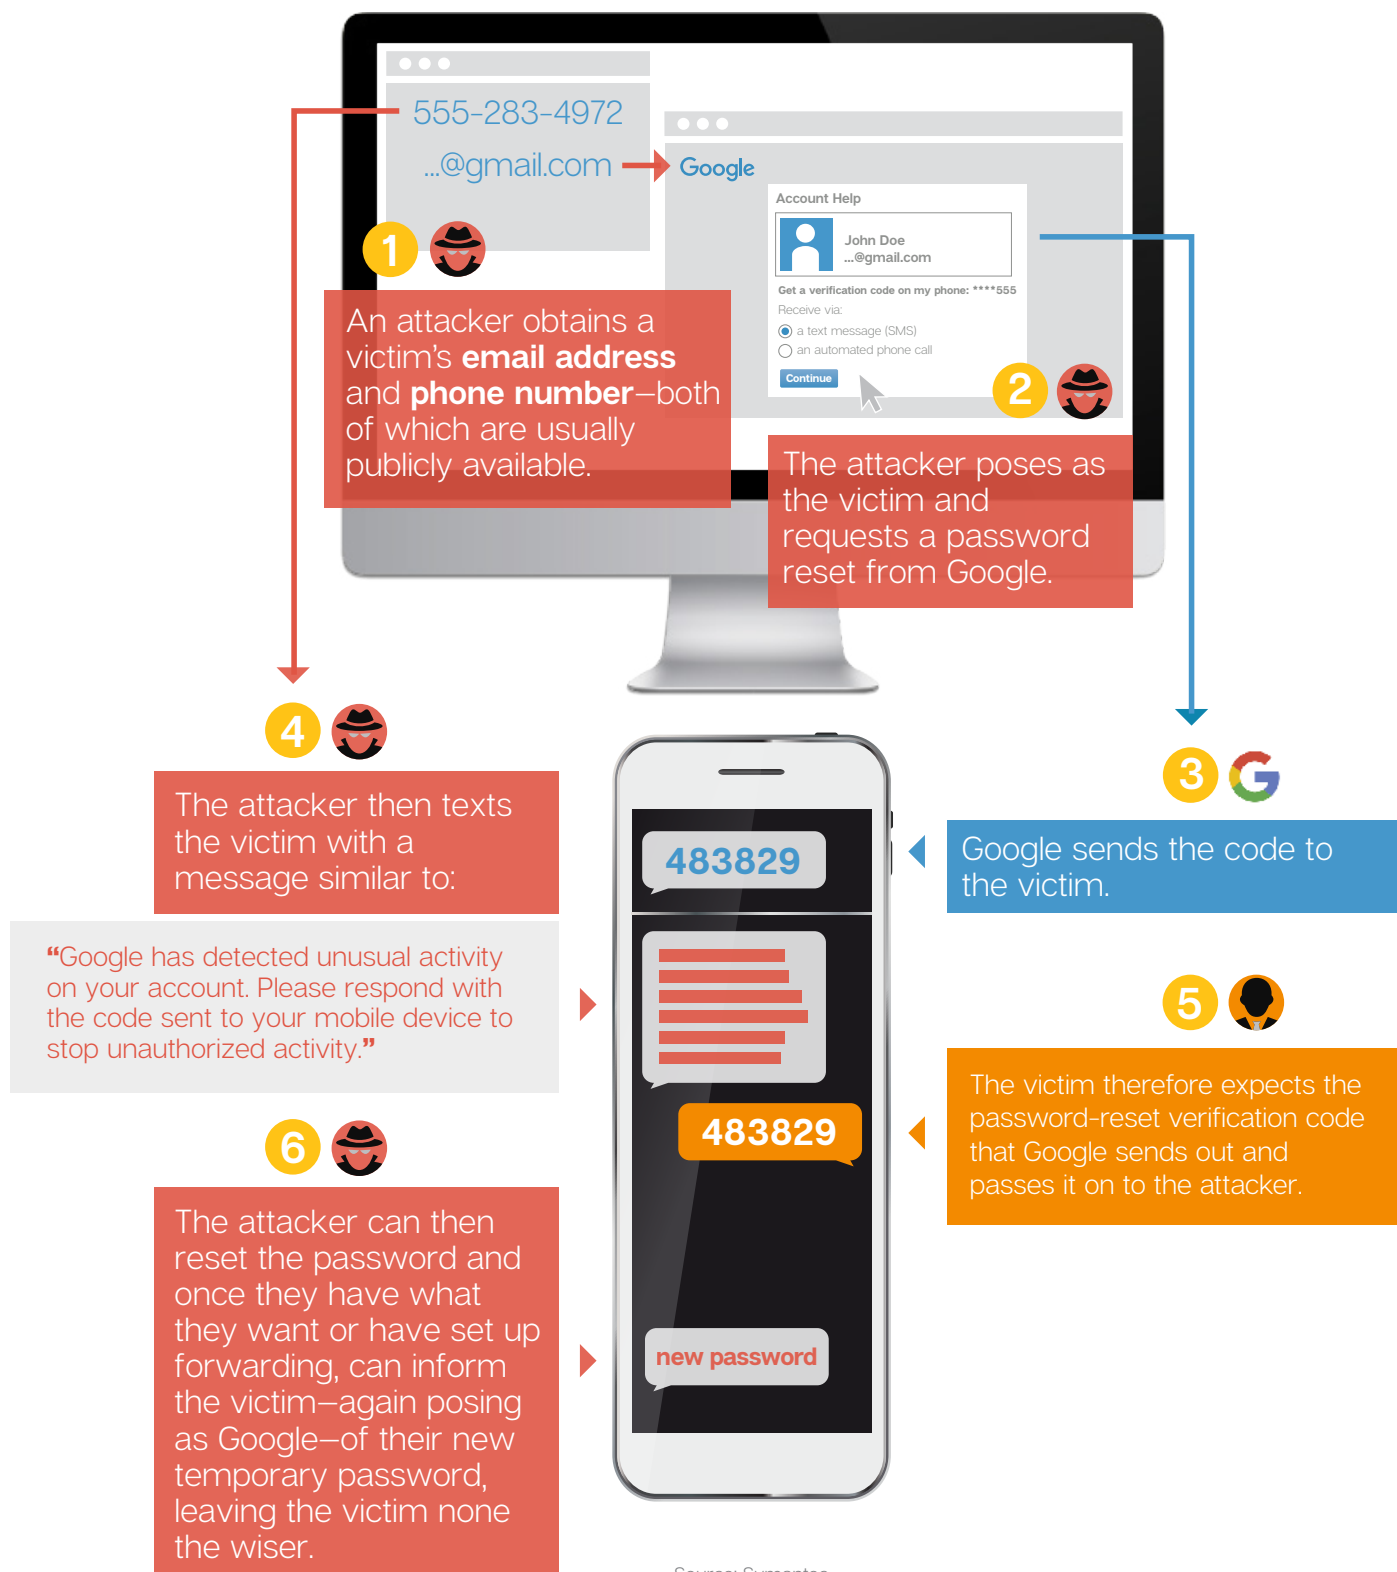 555-283-4972
...@gmail.com
Google
Account Help
John Doe
...@gmail.com
Get a verification code on my phone: ****555
Receive via:
a text message (SMS)
an automated phone call
Continue
1
An attacker obtains a
victim's email address
and phone number—both
of which are usually
publicly available.
2
The attacker poses as
the victim and
requests a password
reset from Google.
3
Google sends the code to
the victim.
483829
4
The attacker then texts
the victim with a
message similar to:
“Google has detected unusual activity
on your account. Please respond with
the code sent to your mobile device to
stop unauthorized activity.”
5
The victim therefore expects the
password-reset verification code
that Google sends out and
passes it on to the attacker.
483829
6
The attacker can then
reset the password and
once they have what
they want or have set up
forwarding, can inform
the victim—again posing
as Google—of their new
temporary password,
leaving the victim none
the wiser.
new password
Source: Symantec